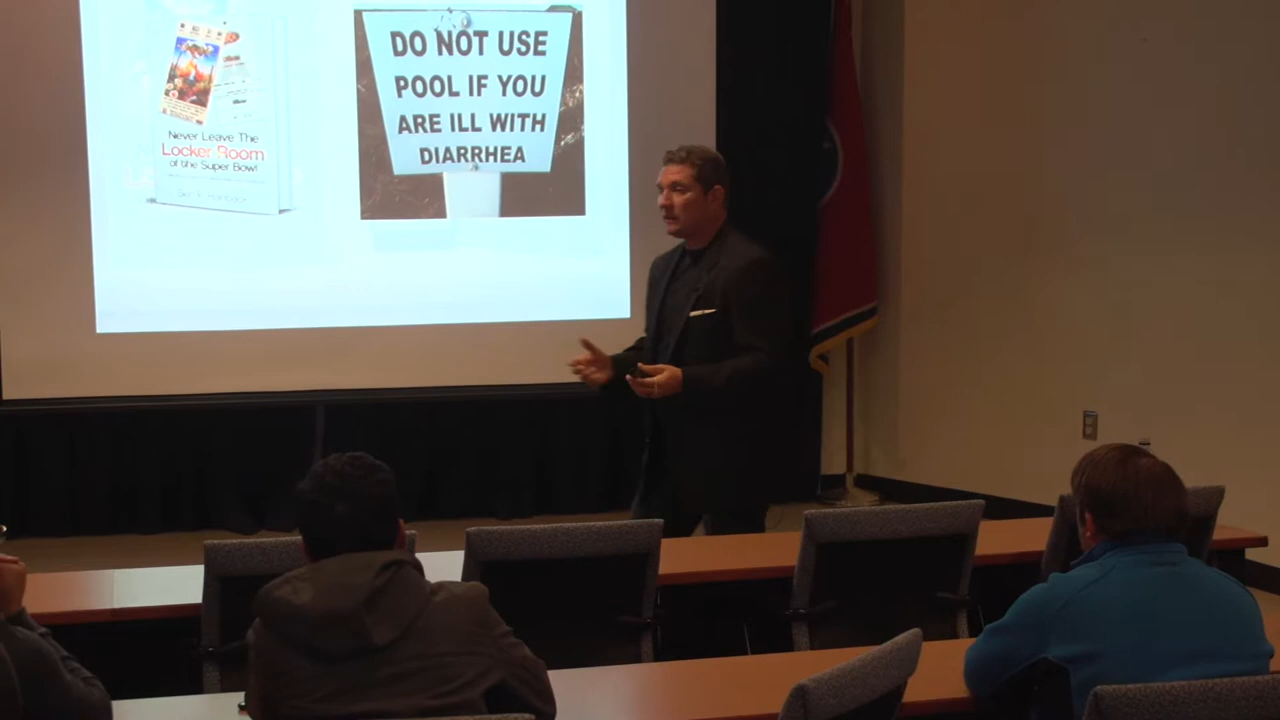 Never Leave The
Locker Room
of the Super Bowl
DO NOT USE
POOL IF YOU
ARE ILL WITH
DIARRHEA